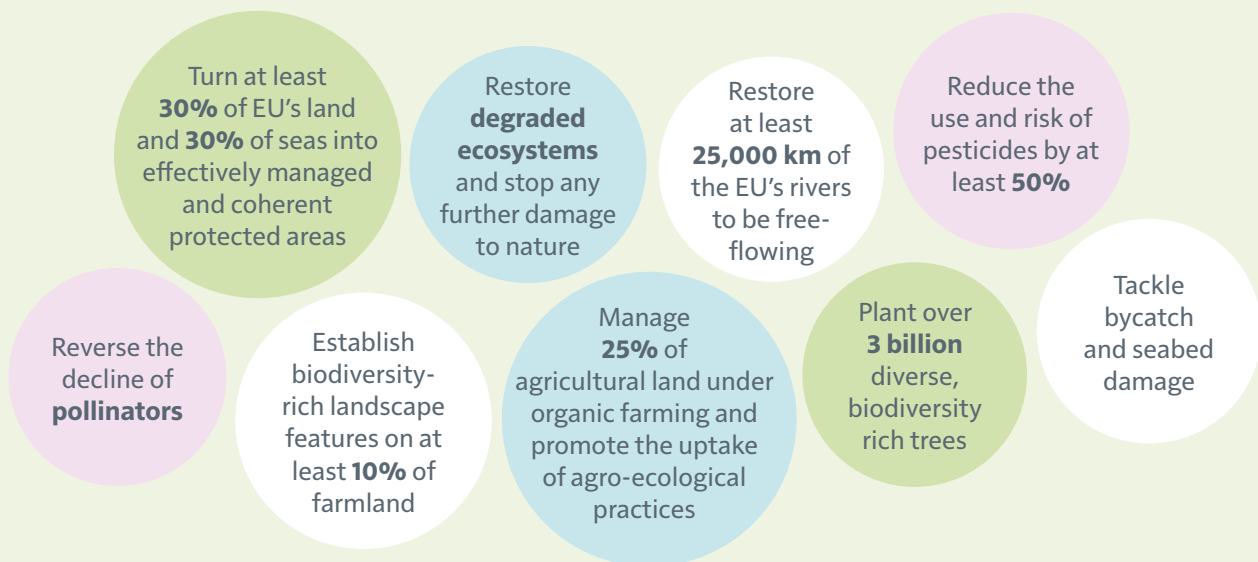 Turn at least
30% of EU's land
and 30% of seas into
effectively managed
and coherent
protected areas
Restore
degraded
ecosystems
and stop any
further damage
to nature
Restore
at least
25,000 km of
the EU's rivers
to be free-
flowing
Reduce the
use and risk of
pesticides by at
least 50%
Reverse the
decline of
pollinators
Establish
biodiversity-
rich landscape
features on at
least 10% of
farmland
Manage
25% of
agricultural land under
organic farming and
promote the uptake
of agro-ecological
practices
Plant over
3 billion
diverse,
biodiversity
rich trees
Tackle
bycatch
and seabed
damage